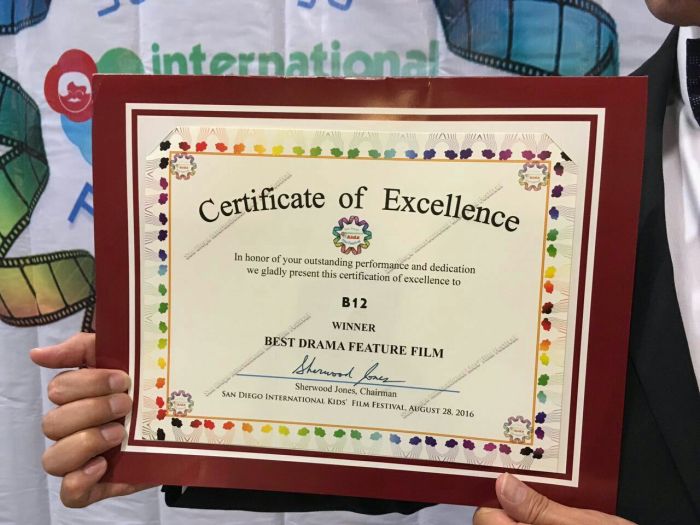 international
Certificate of Excellence
In honor of your outstanding performance and dedication
we gladly present this certification of excellence to
B12
WINNER
BEST DRAMA FEATURE FILM
Sherwood Jones
Sherwood Jones, Chairman
San Diego International Kids' Film Festival, August 28, 2016